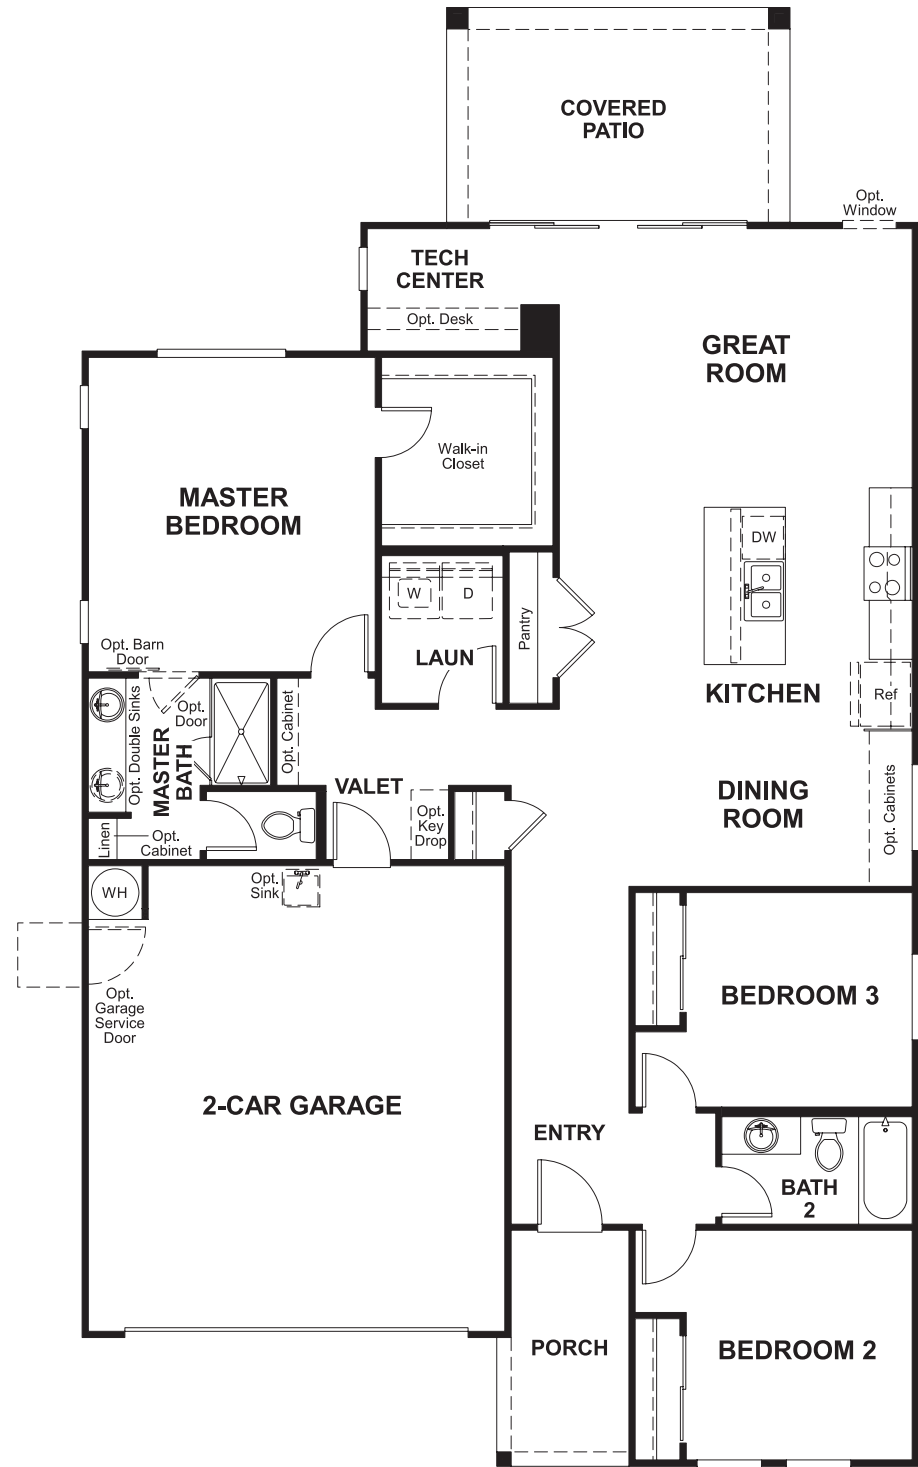 COVERED
PATIO
Opt.
Window
TECH
CENTER
Opt. Desk
GREAT
ROOM
Walk-in
Closet
MASTER
BEDROOM
DW
W
D
Pantry
Opt. Barn
Door
LAUN
KITCHEN
Ref
Opt. Double Sinks
Opt.
Door
MASTER
BATH
Opt. Cabinet
VALET
DINING
ROOM
Opt. Cabinets
Opt.
Key
Drop
Linen
Opt.
Cabinet
WH
Opt.
Sink
Opt.
Garage
Service
Door
BEDROOM 3
2-CAR GARAGE
ENTRY
BATH
2
PORCH
BEDROOM 2